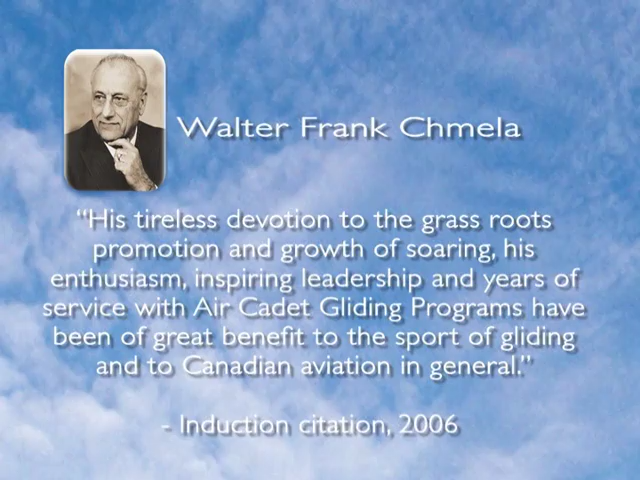 Walter Frank Chmela
“His tireless devotion to the grass roots
promotion and growth of soaring, his
enthusiasm, inspiring leadership and years of
service with Air Cadet Gliding Programs have
been of great benefit to the sport of gliding
and to Canadian aviation in general.”
- Induction citation, 2006